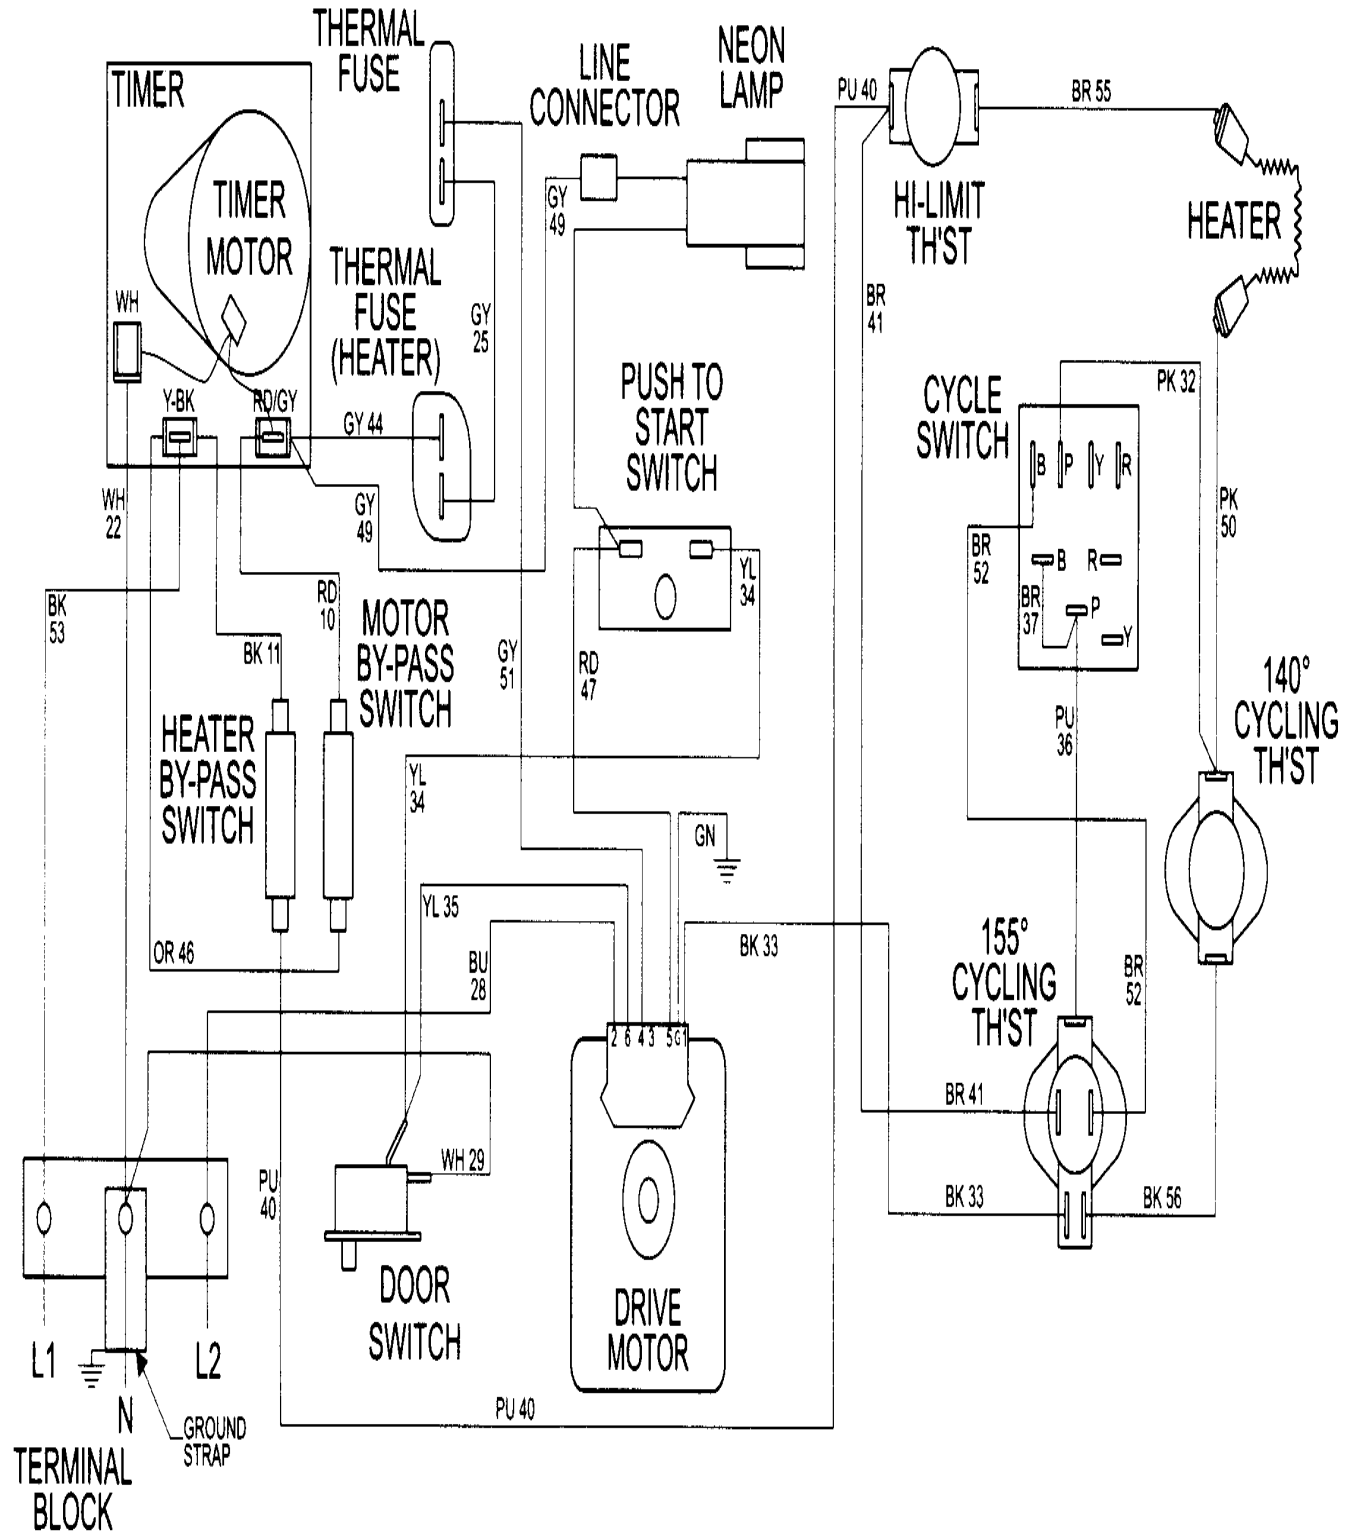 THERMAL
FUSE
NEON
LAMP
LINE
CONNECTOR
TIMER
TIMER
MOTOR
PU 40
BR 55
HI-LIMIT
TH'ST
HEATER
GY
49
THERMAL
FUSE
(HEATER)
GY
25
BR
41
WH
Y-BK
RD/GY
GY 44
PUSH TO
START
SWITCH
CYCLE
SWITCH
PK 32
B
P
Y
R
WH
22
GY
49
PK
50
BR
52
B
R
BR
37
P
Y
YL
34
BK
53
RD
10
BK 11
MOTOR
BY-PASS
SWITCH
GY
51
RD
47
PU
36
140°
CYCLING
TH'ST
HEATER
BY-PASS
SWITCH
YL
34
GN
YL 35
BK 33
155°
CYCLING
TH'ST
OR 46
BU
28
BR
52
2 6 4 3 5 G 1
BR 41
WH 29
PU
40
BK 33
BK 56
DOOR
SWITCH
DRIVE
MOTOR
L1
L2
N
PU 40
GROUND
STRAP
TERMINAL
BLOCK